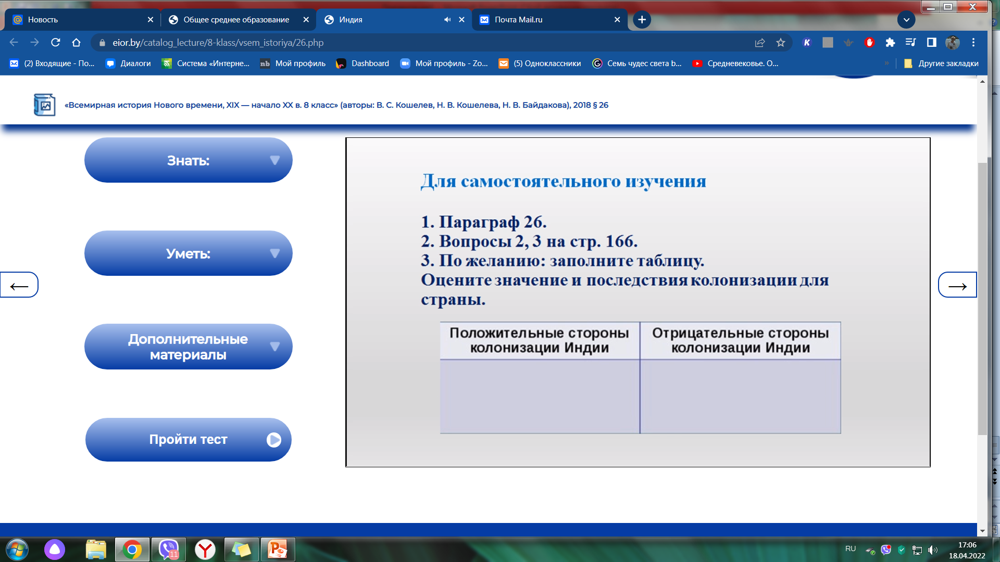 Новость
Общее среднее образование
Индия
Почта Mail.ru
eior.by/catalog_lecture/8-klass/vsem_istoriya/26.php
(2) Входящие - По...
Диалоги
Система «Интерне...
nb Мой профиль
Dashboard
Мой профиль - Zo...
(5) Одноклассники
Семь чудес света b...
Средневековье. О...
Другие закладки
«Всемирная история Нового времени, XIX — начало XX в. 8 класс» (авторы: В. С. Кошелев, Н. В. Кошелева, Н. В. Байдакова), 2018 § 26
Знать:
Уметь:
Дополнительные
материалы
Пройти тест
Для самостоятельного изучения
1. Параграф 26.
2. Вопросы 2, 3 на стр. 166.
3. По желанию: заполните таблицу.
Оцените значение и последствия колонизации для
страны.
Положительные стороны
колонизации Индии
Отрицательные стороны
колонизации Индии
11
RU
17:06
18.04.2022